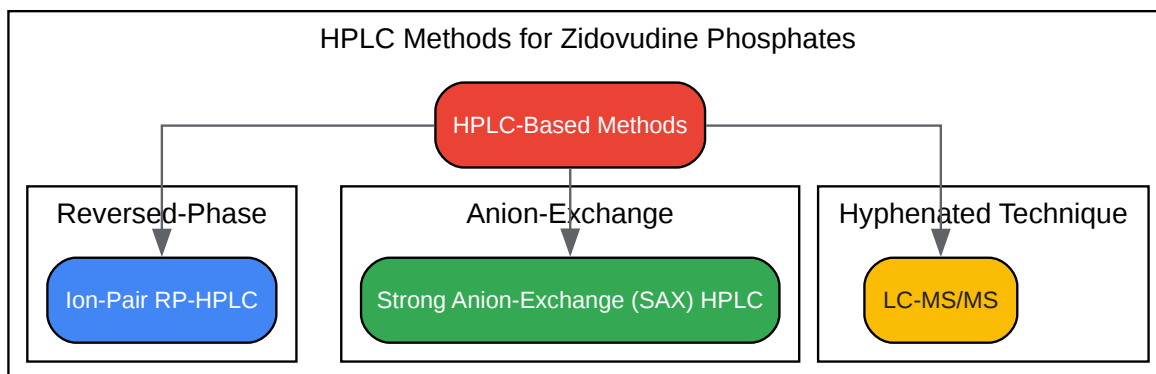 HPLC Methods for Zidovudine Phosphates
HPLC-Based Methods
Reversed-Phase
Anion-Exchange
Hyphenated Technique
Ion-Pair RP-HPLC
Strong Anion-Exchange (SAX) HPLC
LC-MS/MS